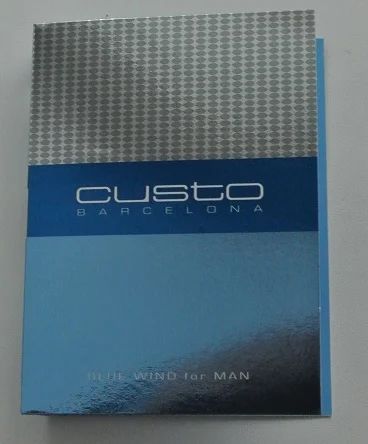 custo
BARCELONA
BLUE WIND for MAN